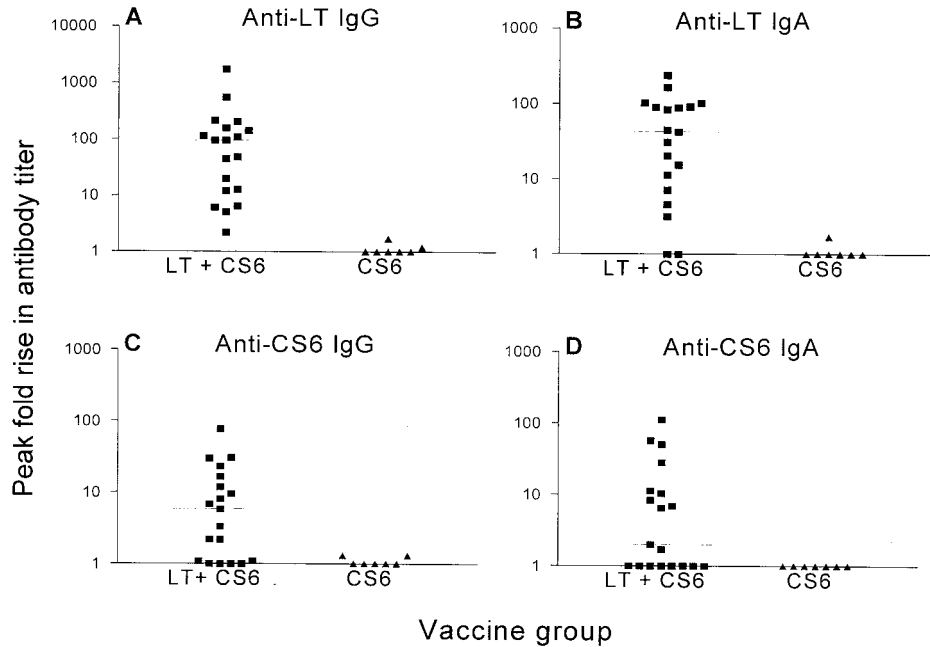 A
Anti-LT IgG
10000
1000
100
10
1
LT + CS6
CS6
B
Anti-LT IgA
1000
100
10
1
LT + CS6
CS6
C
Anti-CS6 IgG
1000
100
10
1
LT+ CS6
CS6
D
Anti-CS6 IgA
1000
100
10
1
LT + CS6
CS6
Peak fold rise in antibody titer
Vaccine group